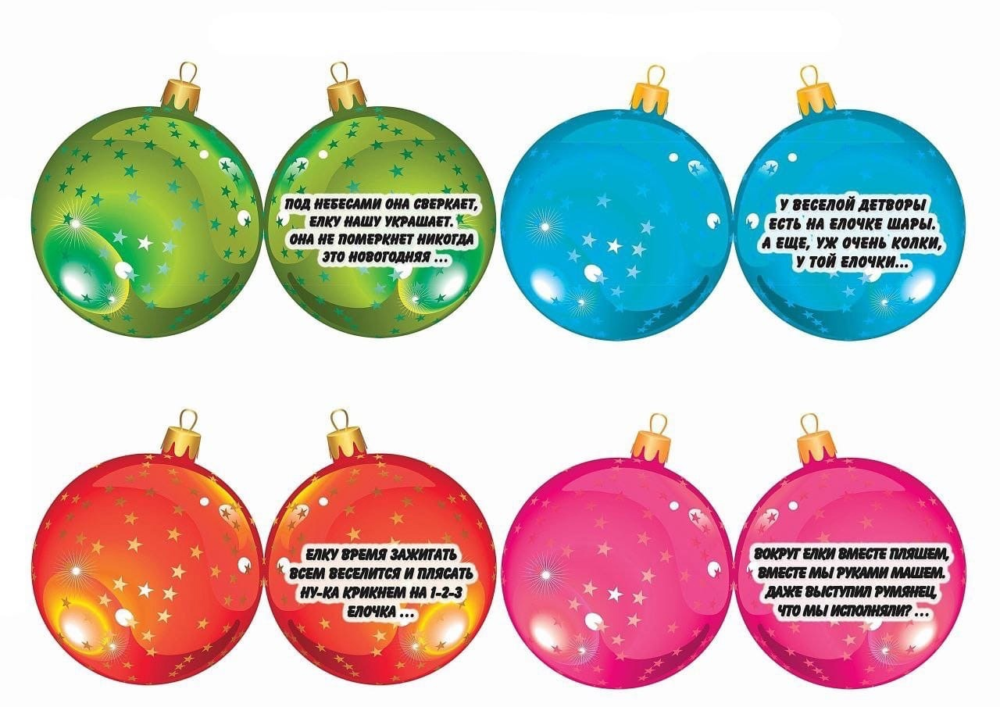 ПОД НЕБЕСАМИ ОНА СВЕРКАЕТ,
ЕЛКУ НАШУ УКРАШАЕТ.
ОНА НЕ ПОМЕРКНЕТ НИКОГДА
ЭТО НОВОГОДНЯЯ ...
У ВЕСЕЛОЙ ДЕТВОРЫ
ЕСТЬ НА ЕЛОЧКЕ ШАРЫ.
А ЕЩЕ, УЖ ОЧЕНЬ КОЛКИ,
У ТОЙ ЕЛОЧКИ...
ЕЛКУ ВРЕМЯ ЗАЖИГАТЬ
ВСЕМ ВЕСЕЛИТСЯ И ПЛЯСАТЬ
НУ-КА КРИКНЕМ НА 1-2-3
ЕЛОЧКА ...
ВОКРУГ ЕЛКИ ВМЕСТЕ ПЛЯШЕМ,
ВМЕСТЕ МЫ РУКАМИ МАШЕМ.
ДАЖЕ ВЫСТУПИЛ РУМЯНЕЦ,
ЧТО МЫ ИСПОЛНЯЛИ? ...